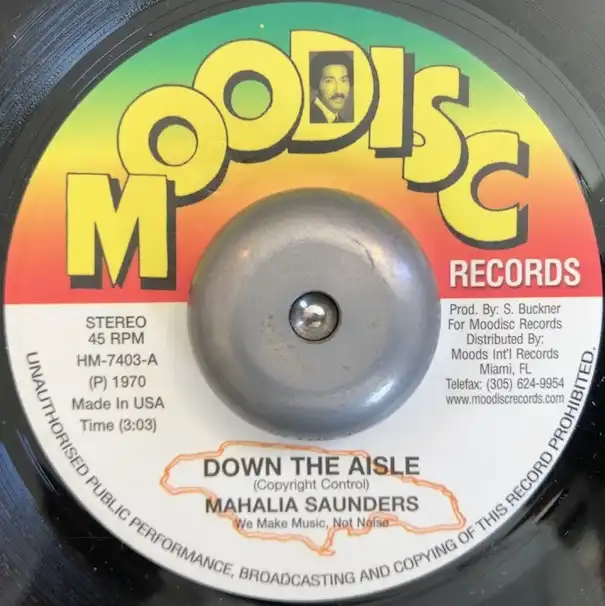 MOODISC
RECORDS
STEREO
45 RPM
HM-7403-A
(P) 1970
Made In USA
Time (3:03)
Prod. By: S. Buckner
For Moodisc Records
Distributed By:
Moods Int'l Records
Miami, FL
Telefax: (305) 624-9954
www.moodiscrecords.com
DOWN THE AISLE
(Copyright Control)
MAHALIA SAUNDERS
We Make Music, Not Noise
UNAUTHORISED PUBLIC PERFORMANCE, BROADCASTING AND COPYING OF THIS RECORD PROHIBITED.